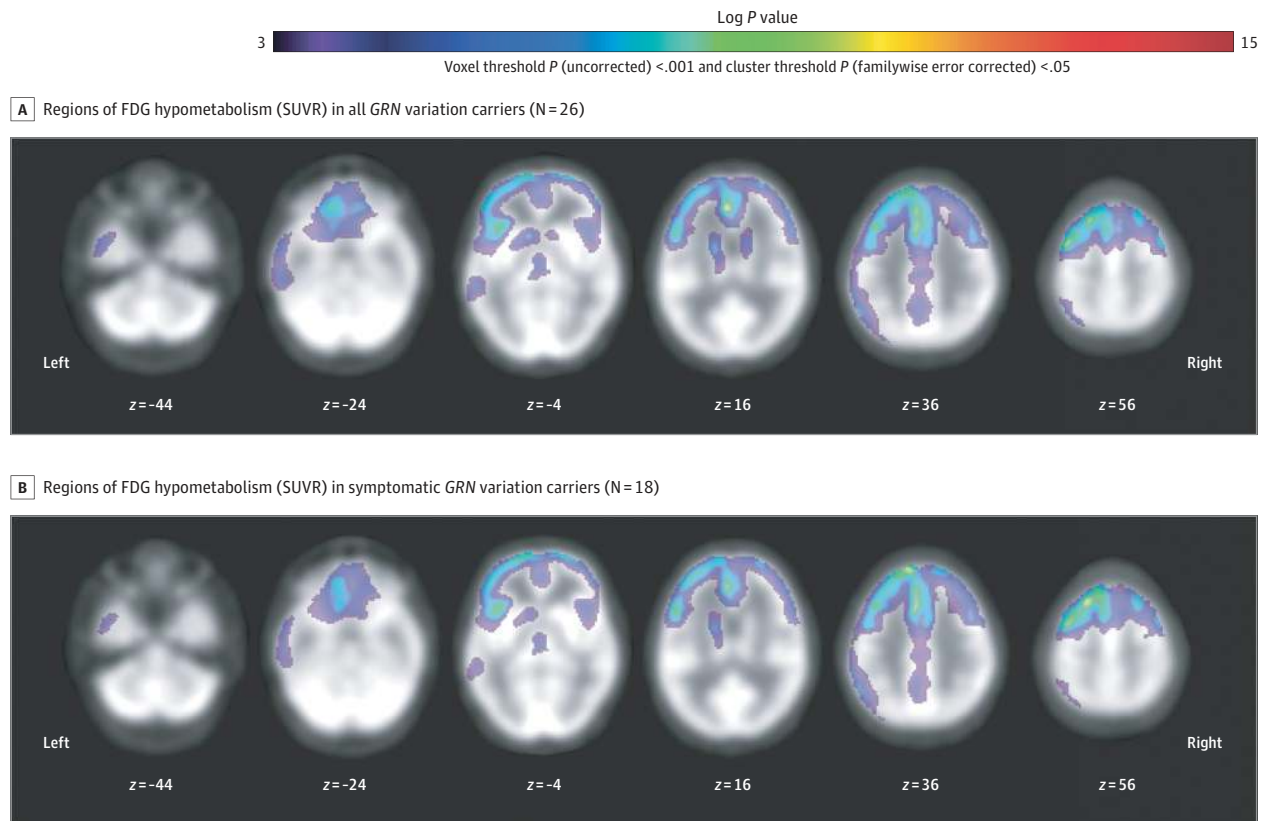 Log P value
3 15
Voxel threshold P (uncorrected) <.001 and cluster threshold P (familywise error corrected) <.05
A Regions of FDG hypometabolism (SUVR) in all GRN variation carriers (N=26)
Left Right
z=-44 z=-24 z=-4 z=16 z=36 z=56
B Regions of FDG hypometabolism (SUVR) in symptomatic GRN variation carriers (N=18)
Left Right
z=-44 z=-24 z=-4 z=16 z=36 z=56